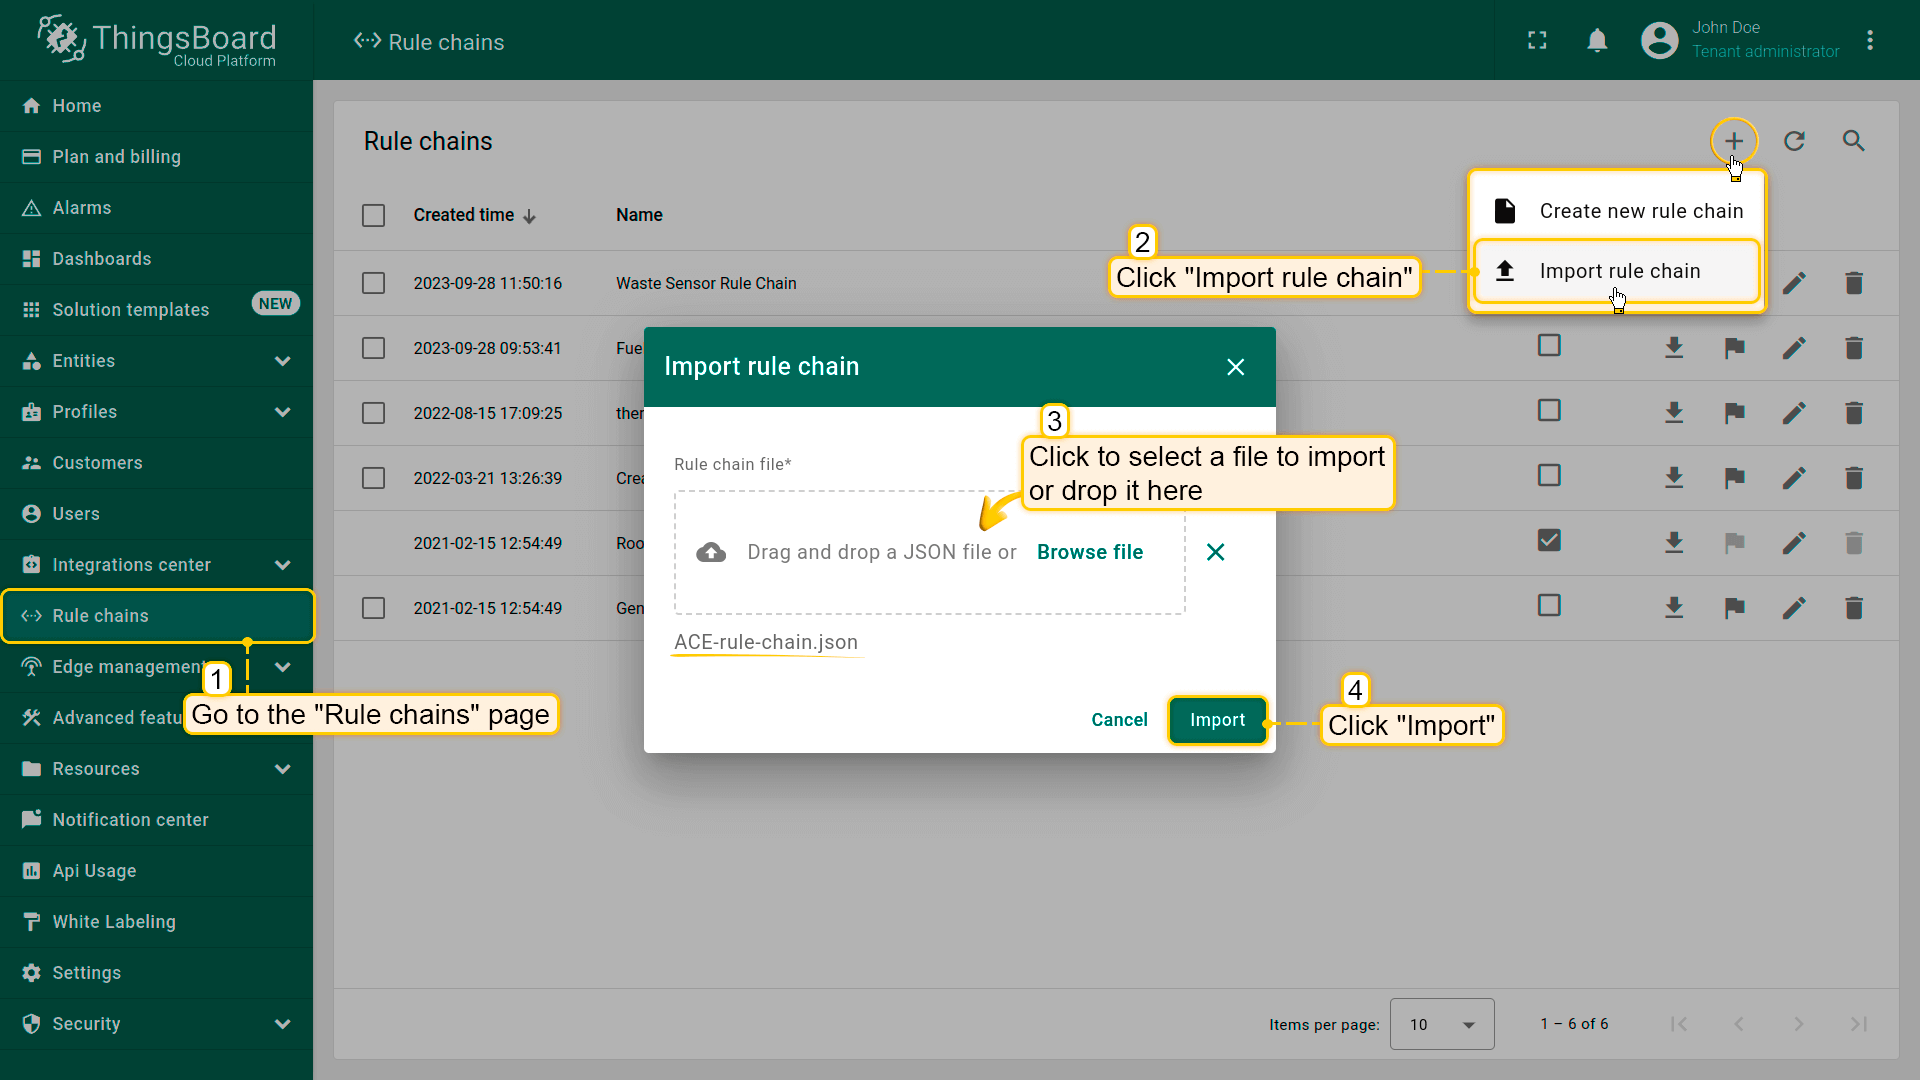 ThingsBoard
Cloud Platform
Rule chains
John Doe
Tenant administrator
Home
Plan and billing
Alarms
Dashboards
Solution templates
NEW
Entities
Profiles
Customers
Users
Integrations center
Rule chains
Edge management
Advanced featu
Resources
Notification center
Api Usage
White Labeling
Settings
Security
1
Go to the "Rule chains" page
Rule chains
Created time
Name
2023-09-28 11:50:16
Waste Sensor Rule Chain
2023-09-28 09:53:41
Fue
2022-08-15 17:09:25
ther
2022-03-21 13:26:39
Crea
2021-02-15 12:54:49
Roo
2021-02-15 12:54:49
Gen
Create new rule chain
Import rule chain
2
Click "Import rule chain"
Import rule chain
Rule chain file*
3
Click to select a file to import
or drop it here
Drag and drop a JSON file or Browse file
ACE-rule-chain.json
Cancel
Import
4
Click "Import"
Items per page:
10
1 – 6 of 6